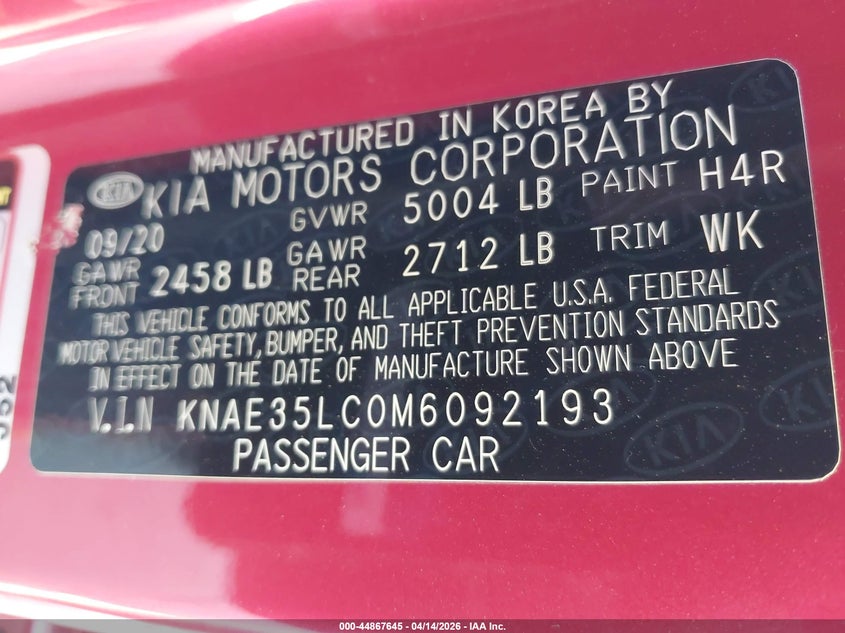 MANUFACTURED IN KOREA BY
KIA KIA MOTORS CORPORATION
09/20 GVWR 5004 LB PAINT H4R
GAWR FRONT 2458 LB GAWR REAR 2712 LB TRIM WK
THIS VEHICLE CONFORMS TO ALL APPLICABLE U.S.A. FEDERAL
MOTOR VEHICLE SAFETY, BUMPER, AND THEFT PREVENTION STANDARDS
IN EFFECT ON THE DATE OF MANUFACTURE SHOWN ABOVE
V.I.N KNAE35LC0M6092193
PASSENGER CAR
000-44867645 | 04/14/2026 - IAA Inc.